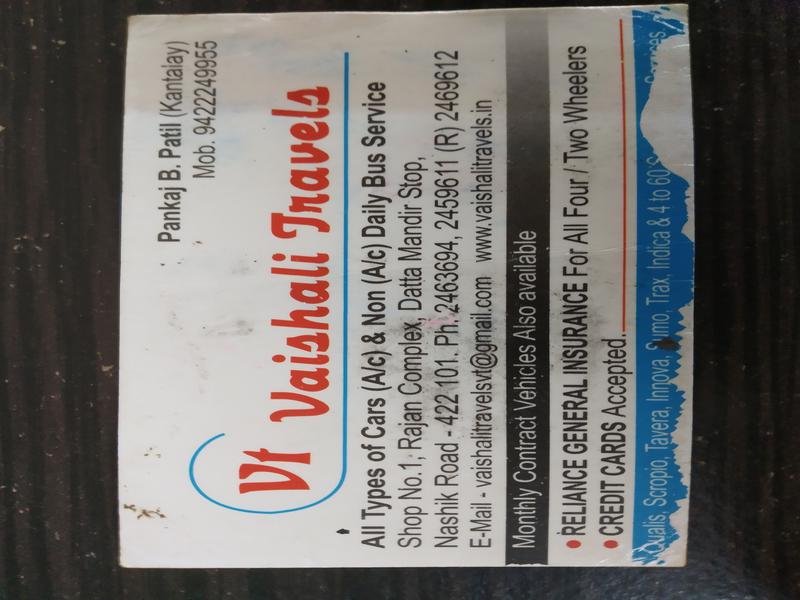 Pankaj B. Patil (Kantalay)
Mob. 9422249955
Vt Vaishali Travels
All Types of Cars (A/c) & Non (A/c) Daily Bus Service
Shop No.1, Rajan Complex, Datta Mandir Stop,
Nashik Road - 422 101. Ph. 2463694, 2459611 (R) 2469612
E-Mail - vaishalitravelsvt@gmail.com www.vaishalitravels.in
Monthly Contract Vehicles Also available
• RELIANCE GENERAL INSURANCE For All Four / Two Wheelers
• CREDIT CARDS Accepted.
Qualis, Scropio, Tavera, Innova, Sumo, Trax, Indica & 4 to 60